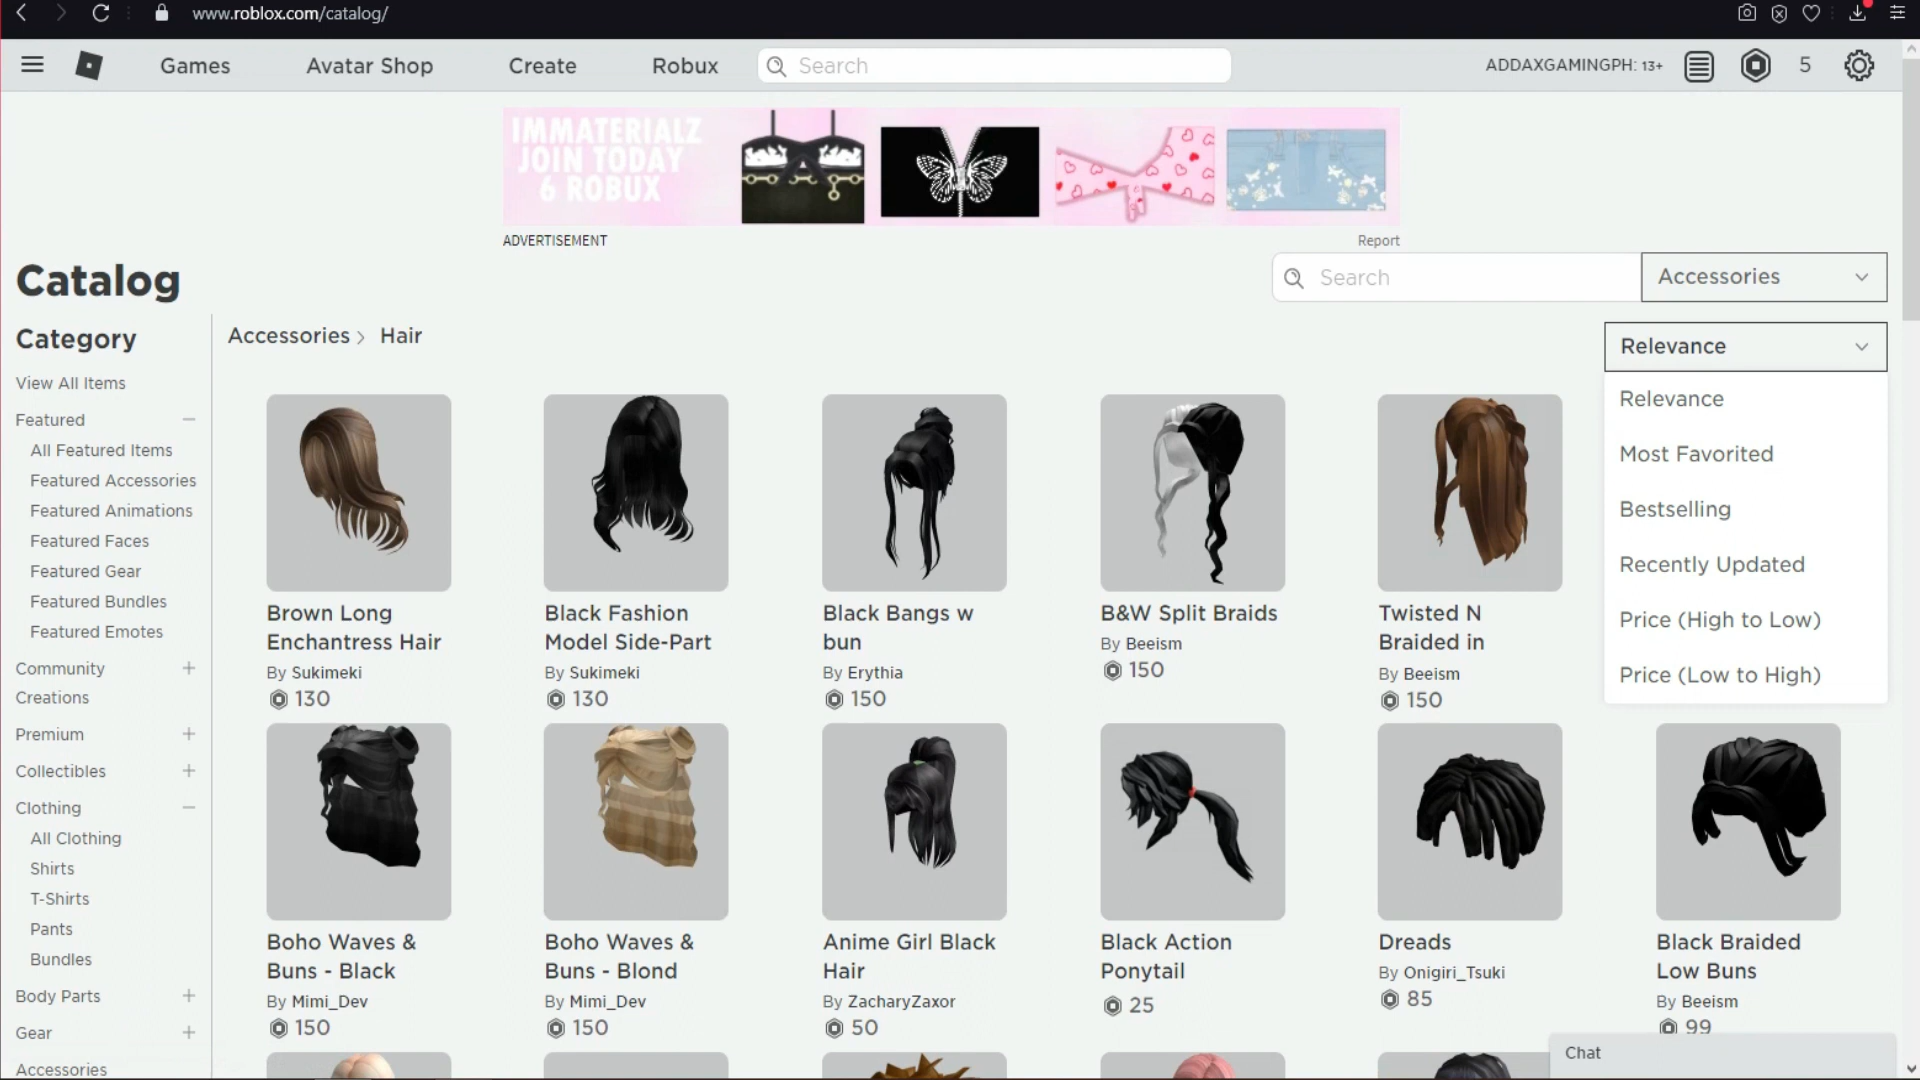 www.roblox.com/catalog/
Games
Avatar Shop
Create
Robux
Search
ADDAXGAMINGPH: 13+
5
IMMATERIALZ
JOIN TODAY
6 ROBUX
ADVERTISEMENT
Report
Catalog
Search
Accessories
Category
Accessories
Hair
Relevance
View All Items
Featured
All Featured Items
Featured Accessories
Featured Animations
Featured Faces
Featured Gear
Featured Bundles
Featured Emotes
Community
Creations
Premium
Collectibles
Clothing
All Clothing
Shirts
T-Shirts
Pants
Bundles
Body Parts
Gear
Accessories
Relevance
Most Favorited
Bestselling
Recently Updated
Price (High to Low)
Price (Low to High)
Brown Long
Enchantress Hair
By Sukimeki
130
Black Fashion
Model Side-Part
By Sukimeki
130
Black Bangs w
bun
By Erythia
150
B&W Split Braids
By Beeism
150
Twisted N
Braided in
By Beeism
150
Boho Waves &
Buns - Black
By Mimi_Dev
150
Boho Waves &
Buns - Blond
By Mimi_Dev
150
Anime Girl Black
Hair
By ZacharyZaxor
50
Black Action
Ponytail
25
Dreads
By Onigiri_Tsuki
85
Black Braided
Low Buns
By Beeism
99
Chat